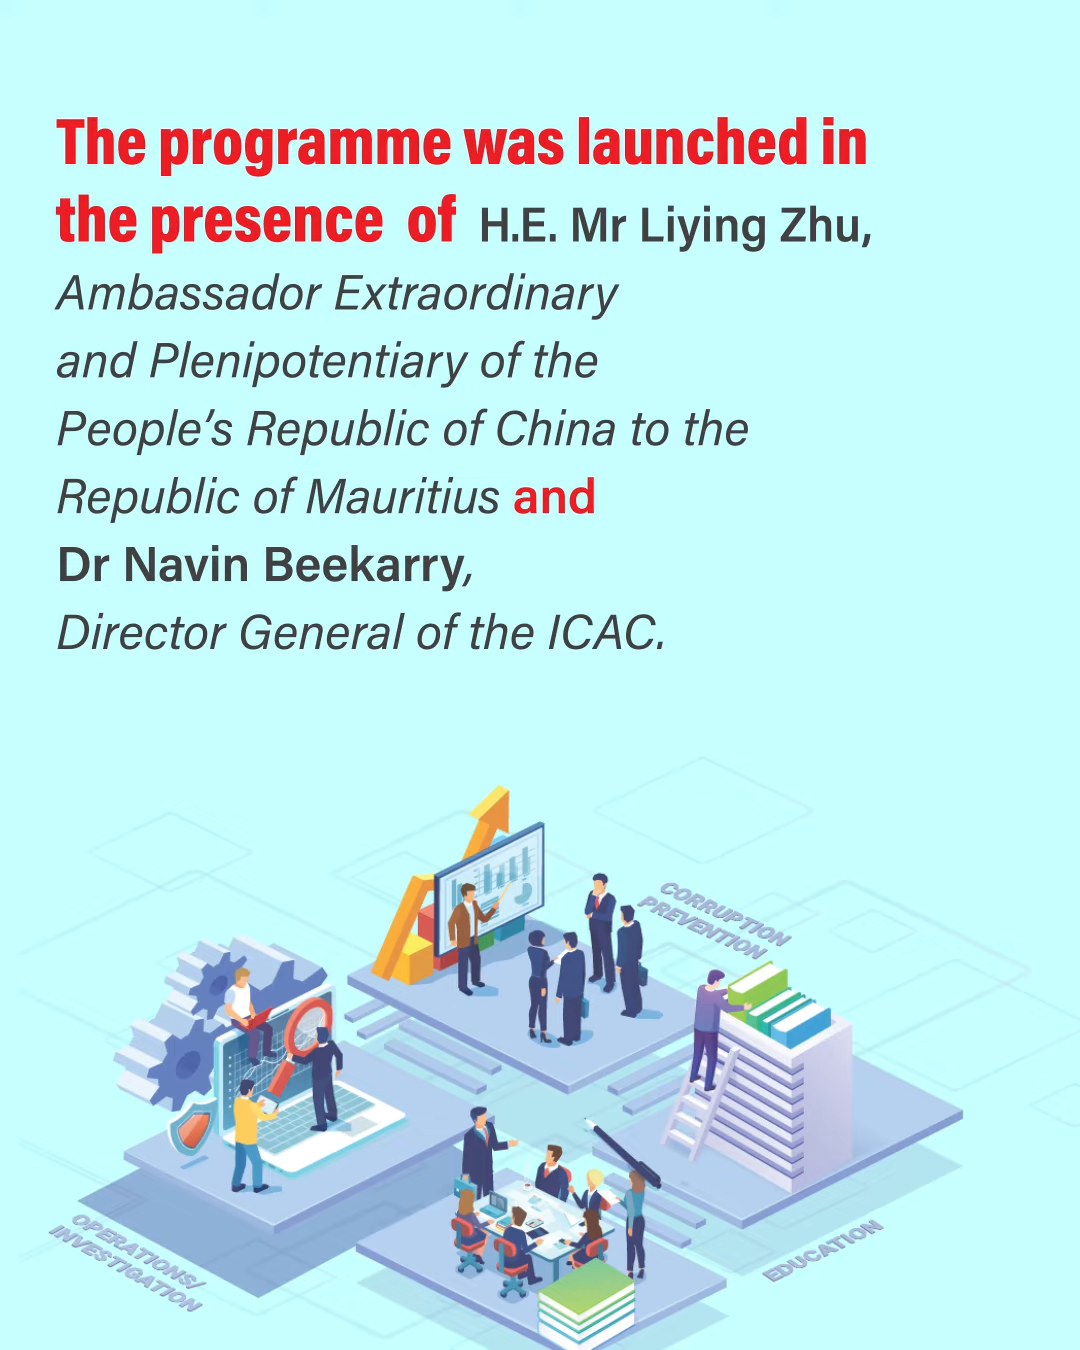 The programme was launched in
the presence of H.E. Mr Liying Zhu,
Ambassador Extraordinary
and Plenipotentiary of the
People’s Republic of China to the
Republic of Mauritius and
Dr Navin Beekarry,
Director General of the ICAC.
CORRUPTION
PREVENTION
OPERATIONS/
INVESTIGATION
EDUCATION